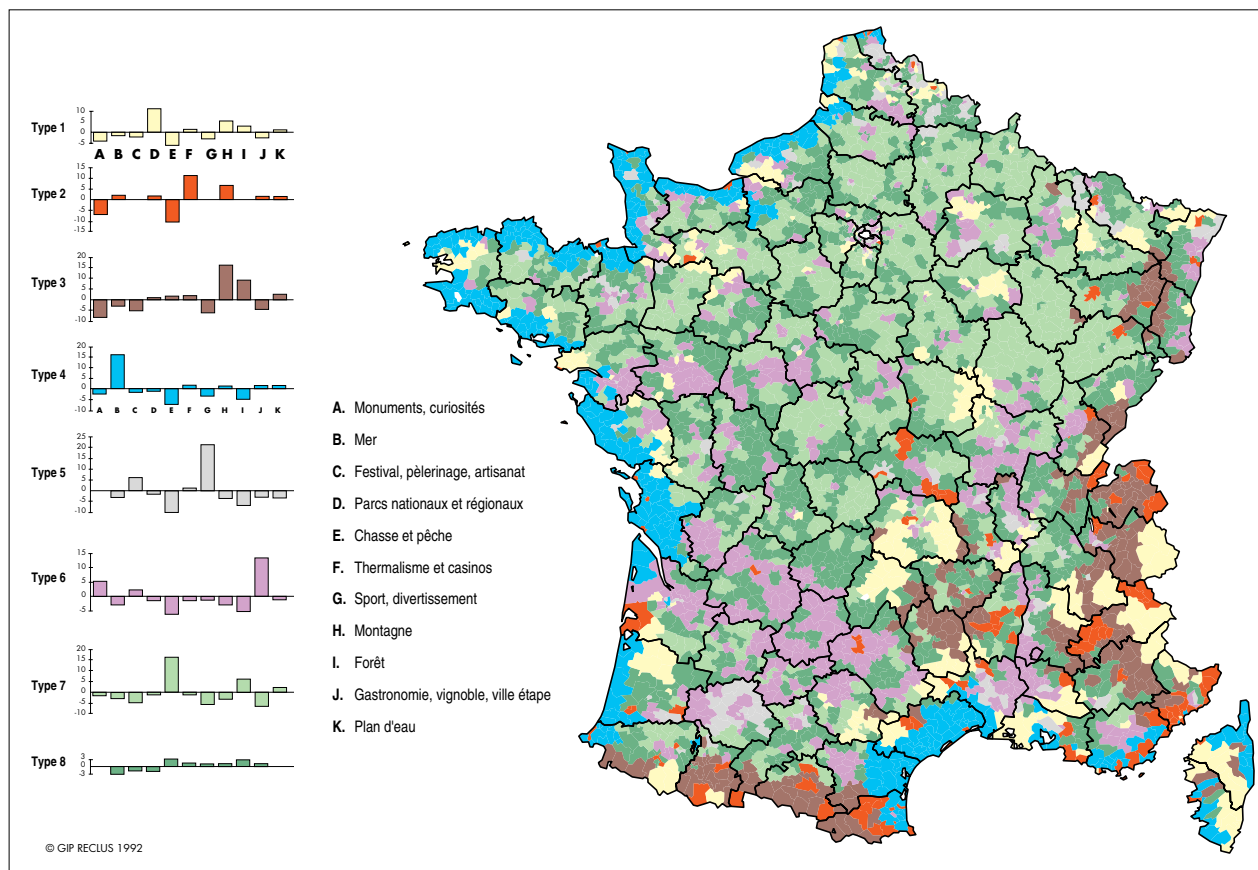 Type 1
10
5
0
-5
A B C D E F G H I J K
Type 2
15
10
5
0
-5
-10
-15
Type 3
20
15
10
5
0
-5
-10
Type 4
20
15
10
5
0
-5
-10
A B C D E F G H I J K
Type 5
25
20
15
10
5
0
-5
-10
Type 6
15
10
5
0
-5
Type 7
20
15
10
5
0
-5
-10
Type 8
3
0
-3
A. Monuments, curiosités
B. Mer
C. Festival, pèlerinage, artisanat
D. Parcs nationaux et régionaux
E. Chasse et pêche
F. Thermalisme et casinos
G. Sport, divertissement
H. Montagne
I. Forêt
J. Gastronomie, vignoble, ville étape
K. Plan d'eau
© GIP RECLUS 1992